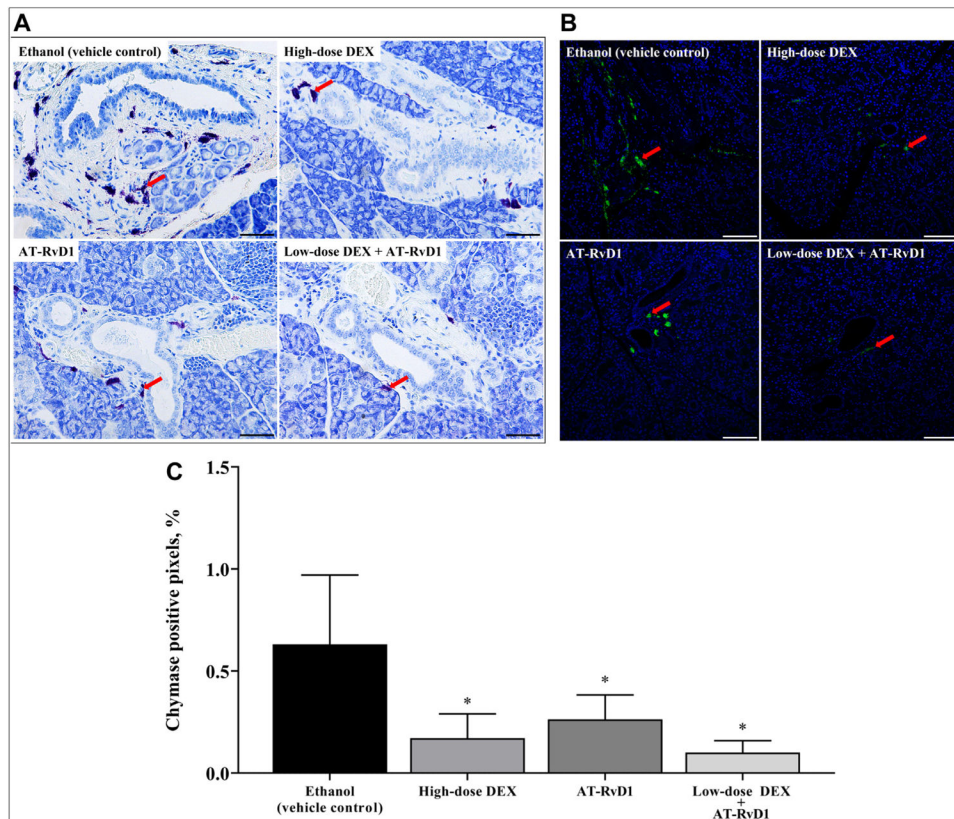 A
Ethanol (vehicle control)
High-dose DEX
AT-RvD1
Low-dose DEX + AT-RvD1
B
Ethanol (vehicle control)
High-dose DEX
AT-RvD1
Low-dose DEX + AT-RvD1
C
Chymase positive pixels, %
1.5
1.0
0.5
0.0
*
*
*
Ethanol
(vehicle control)
High-dose DEX
AT-RvD1
Low-dose DEX
+
AT-RvD1